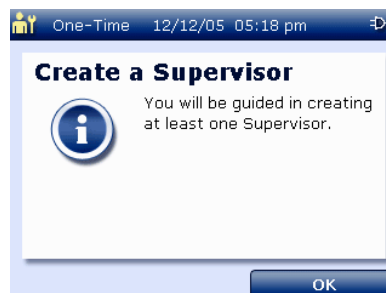 One-Time 12/12/05 05:18 pm
Create a Supervisor
You will be guided in creating
at least one Supervisor.
OK